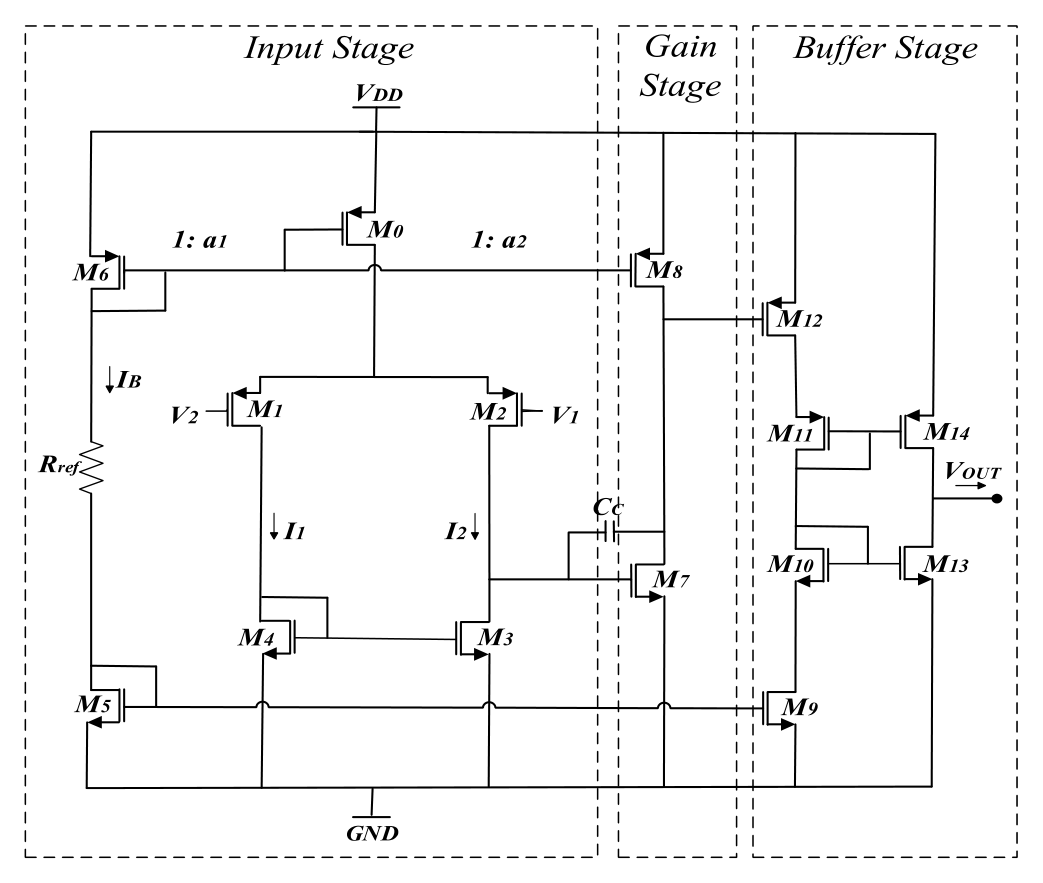 Input Stage
Gain
Stage
Buffer Stage
VDD
M0
1: a1
1: a2
M6
M8
M12
IB
V2
M1
M2
V1
M11
M14
Rref
VOUT
CC
I1
I2
M7
M10
M13
M4
M3
M5
M9
GND